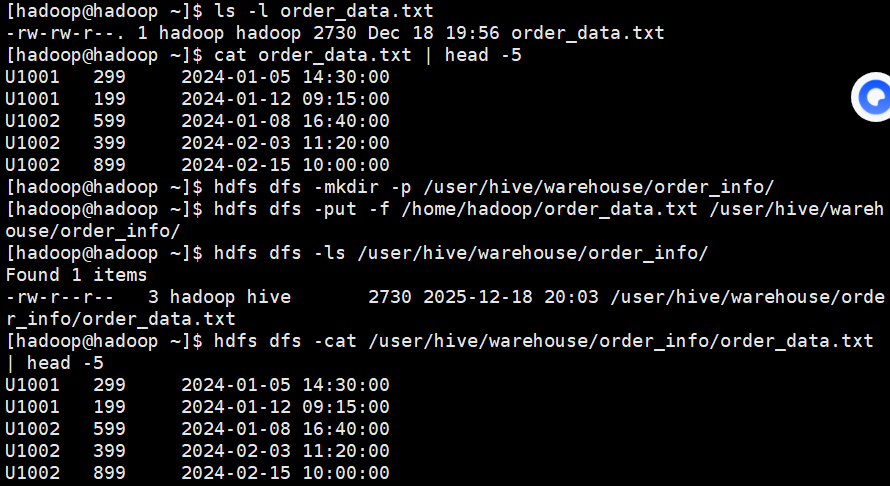 [hadoop@hadoop ~]$ ls -l order_data.txt
-rw-rw-r--. 1 hadoop hadoop 2730 Dec 18 19:56 order_data.txt
[hadoop@hadoop ~]$ cat order_data.txt | head -5
U1001   299     2024-01-05 14:30:00
U1001   199     2024-01-12 09:15:00
U1002   599     2024-01-08 16:40:00
U1002   399     2024-02-03 11:20:00
U1002   899     2024-02-15 10:00:00
[hadoop@hadoop ~]$ hdfs dfs -mkdir -p /user/hive/warehouse/order_info/
[hadoop@hadoop ~]$ hdfs dfs -put -f /home/hadoop/order_data.txt /user/hive/wareh
ouse/order_info/
[hadoop@hadoop ~]$ hdfs dfs -ls /user/hive/warehouse/order_info/
Found 1 items
-rw-r--r--   3 hadoop hive       2730 2025-12-18 20:03 /user/hive/warehouse/orde
r_info/order_data.txt
[hadoop@hadoop ~]$ hdfs dfs -cat /user/hive/warehouse/order_info/order_data.txt
| head -5
U1001   299     2024-01-05 14:30:00
U1001   199     2024-01-12 09:15:00
U1002   599     2024-01-08 16:40:00
U1002   399     2024-02-03 11:20:00
U1002   899     2024-02-15 10:00:00